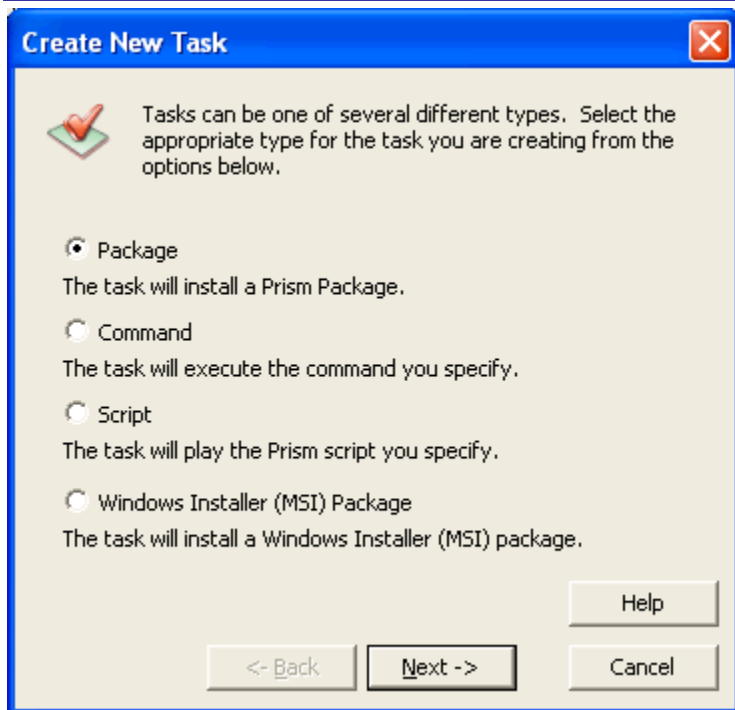 Create New Task
Tasks can be one of several different types.  Select the
appropriate type for the task you are creating from the
options below.
Package
The task will install a Prism Package.
Command
The task will execute the command you specify.
Script
The task will play the Prism script you specify.
Windows Installer (MSI) Package
The task will install a Windows Installer (MSI) package.
Help
<- Back
Next ->
Cancel